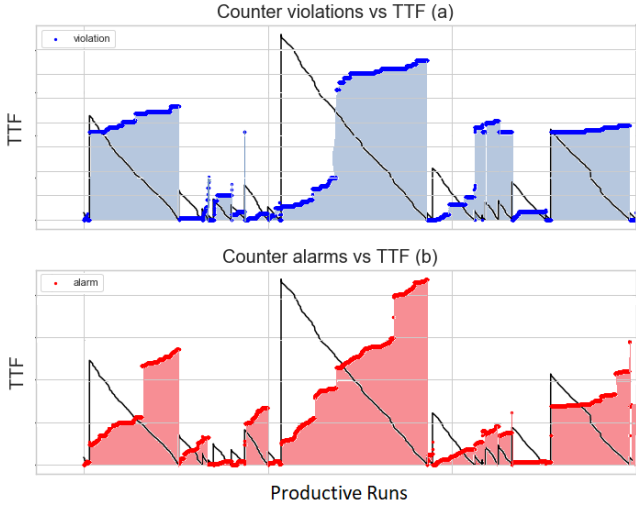 Counter violations vs TTF (a)
violation
TTF
Counter alarms vs TTF (b)
alarm
TTF
Productive Runs